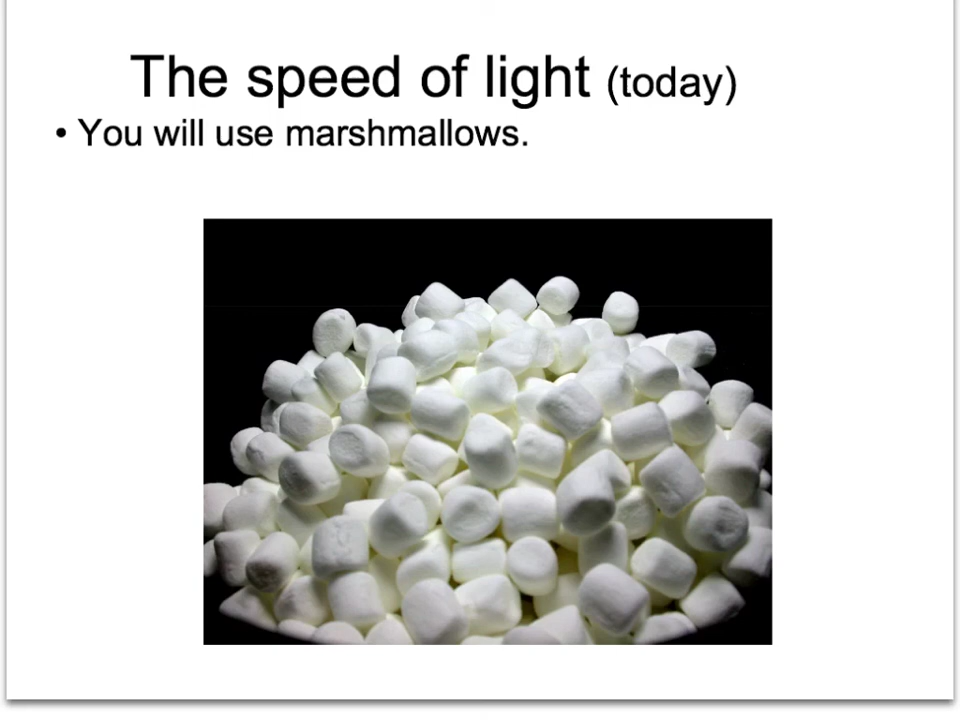 The speed of light (today)
• You will use marshmallows.